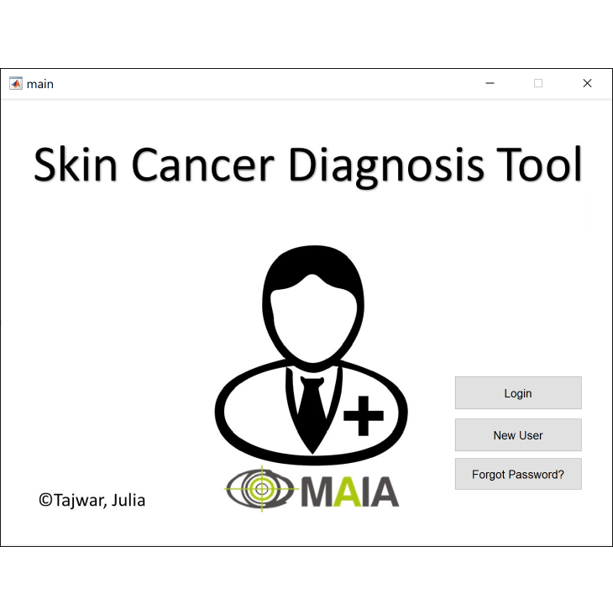 main
Skin Cancer Diagnosis Tool
Login
New User
Forgot Password?
©Tajwar, Julia
MAIA